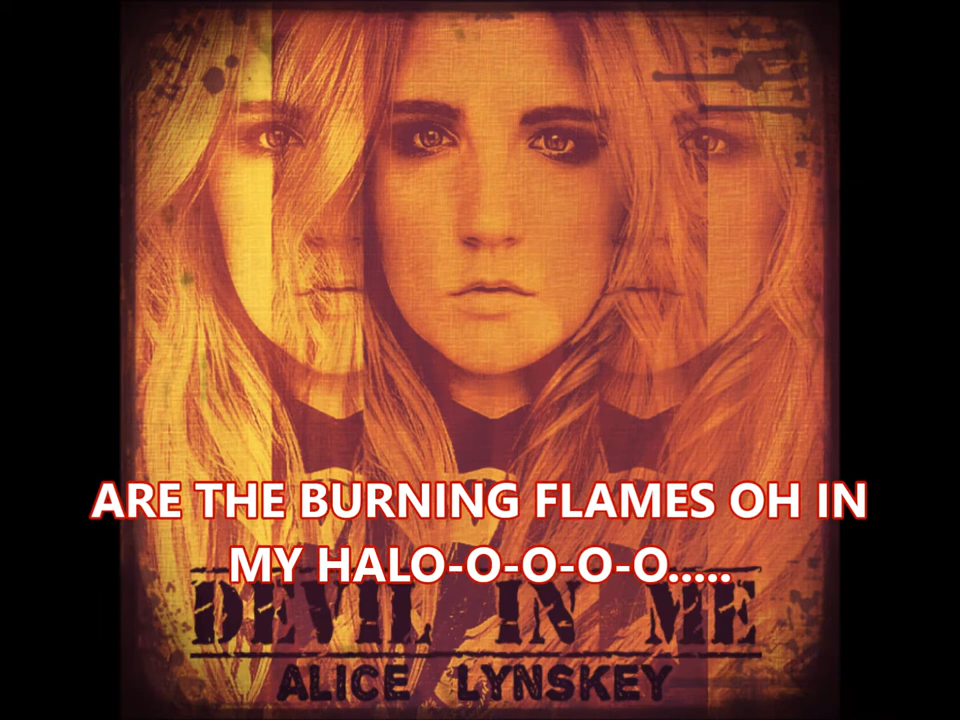 ARE THE BURNING FLAMES OH IN
MY HALO-O-O-O-O.....
DEVIL IN ME
ALICE LYNSKEY